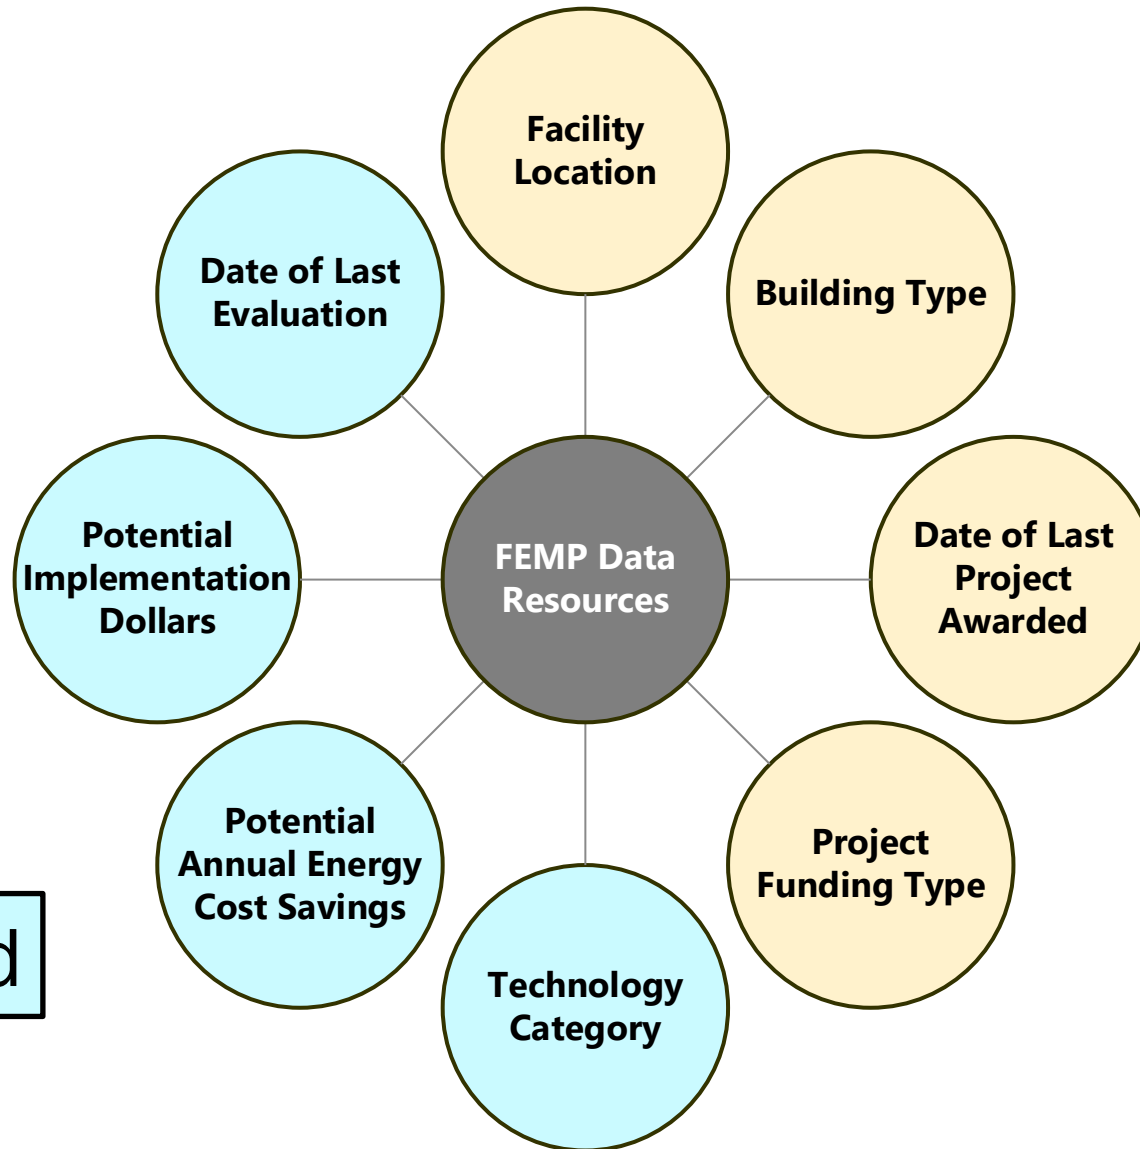 Facility
Location
Date of Last
Evaluation
Building Type
Potential
Implementation
Dollars
FEMP Data
Resources
Date of Last
Project
Awarded
Potential
Annual Energy
Cost Savings
Project
Funding Type
d
Technology
Category